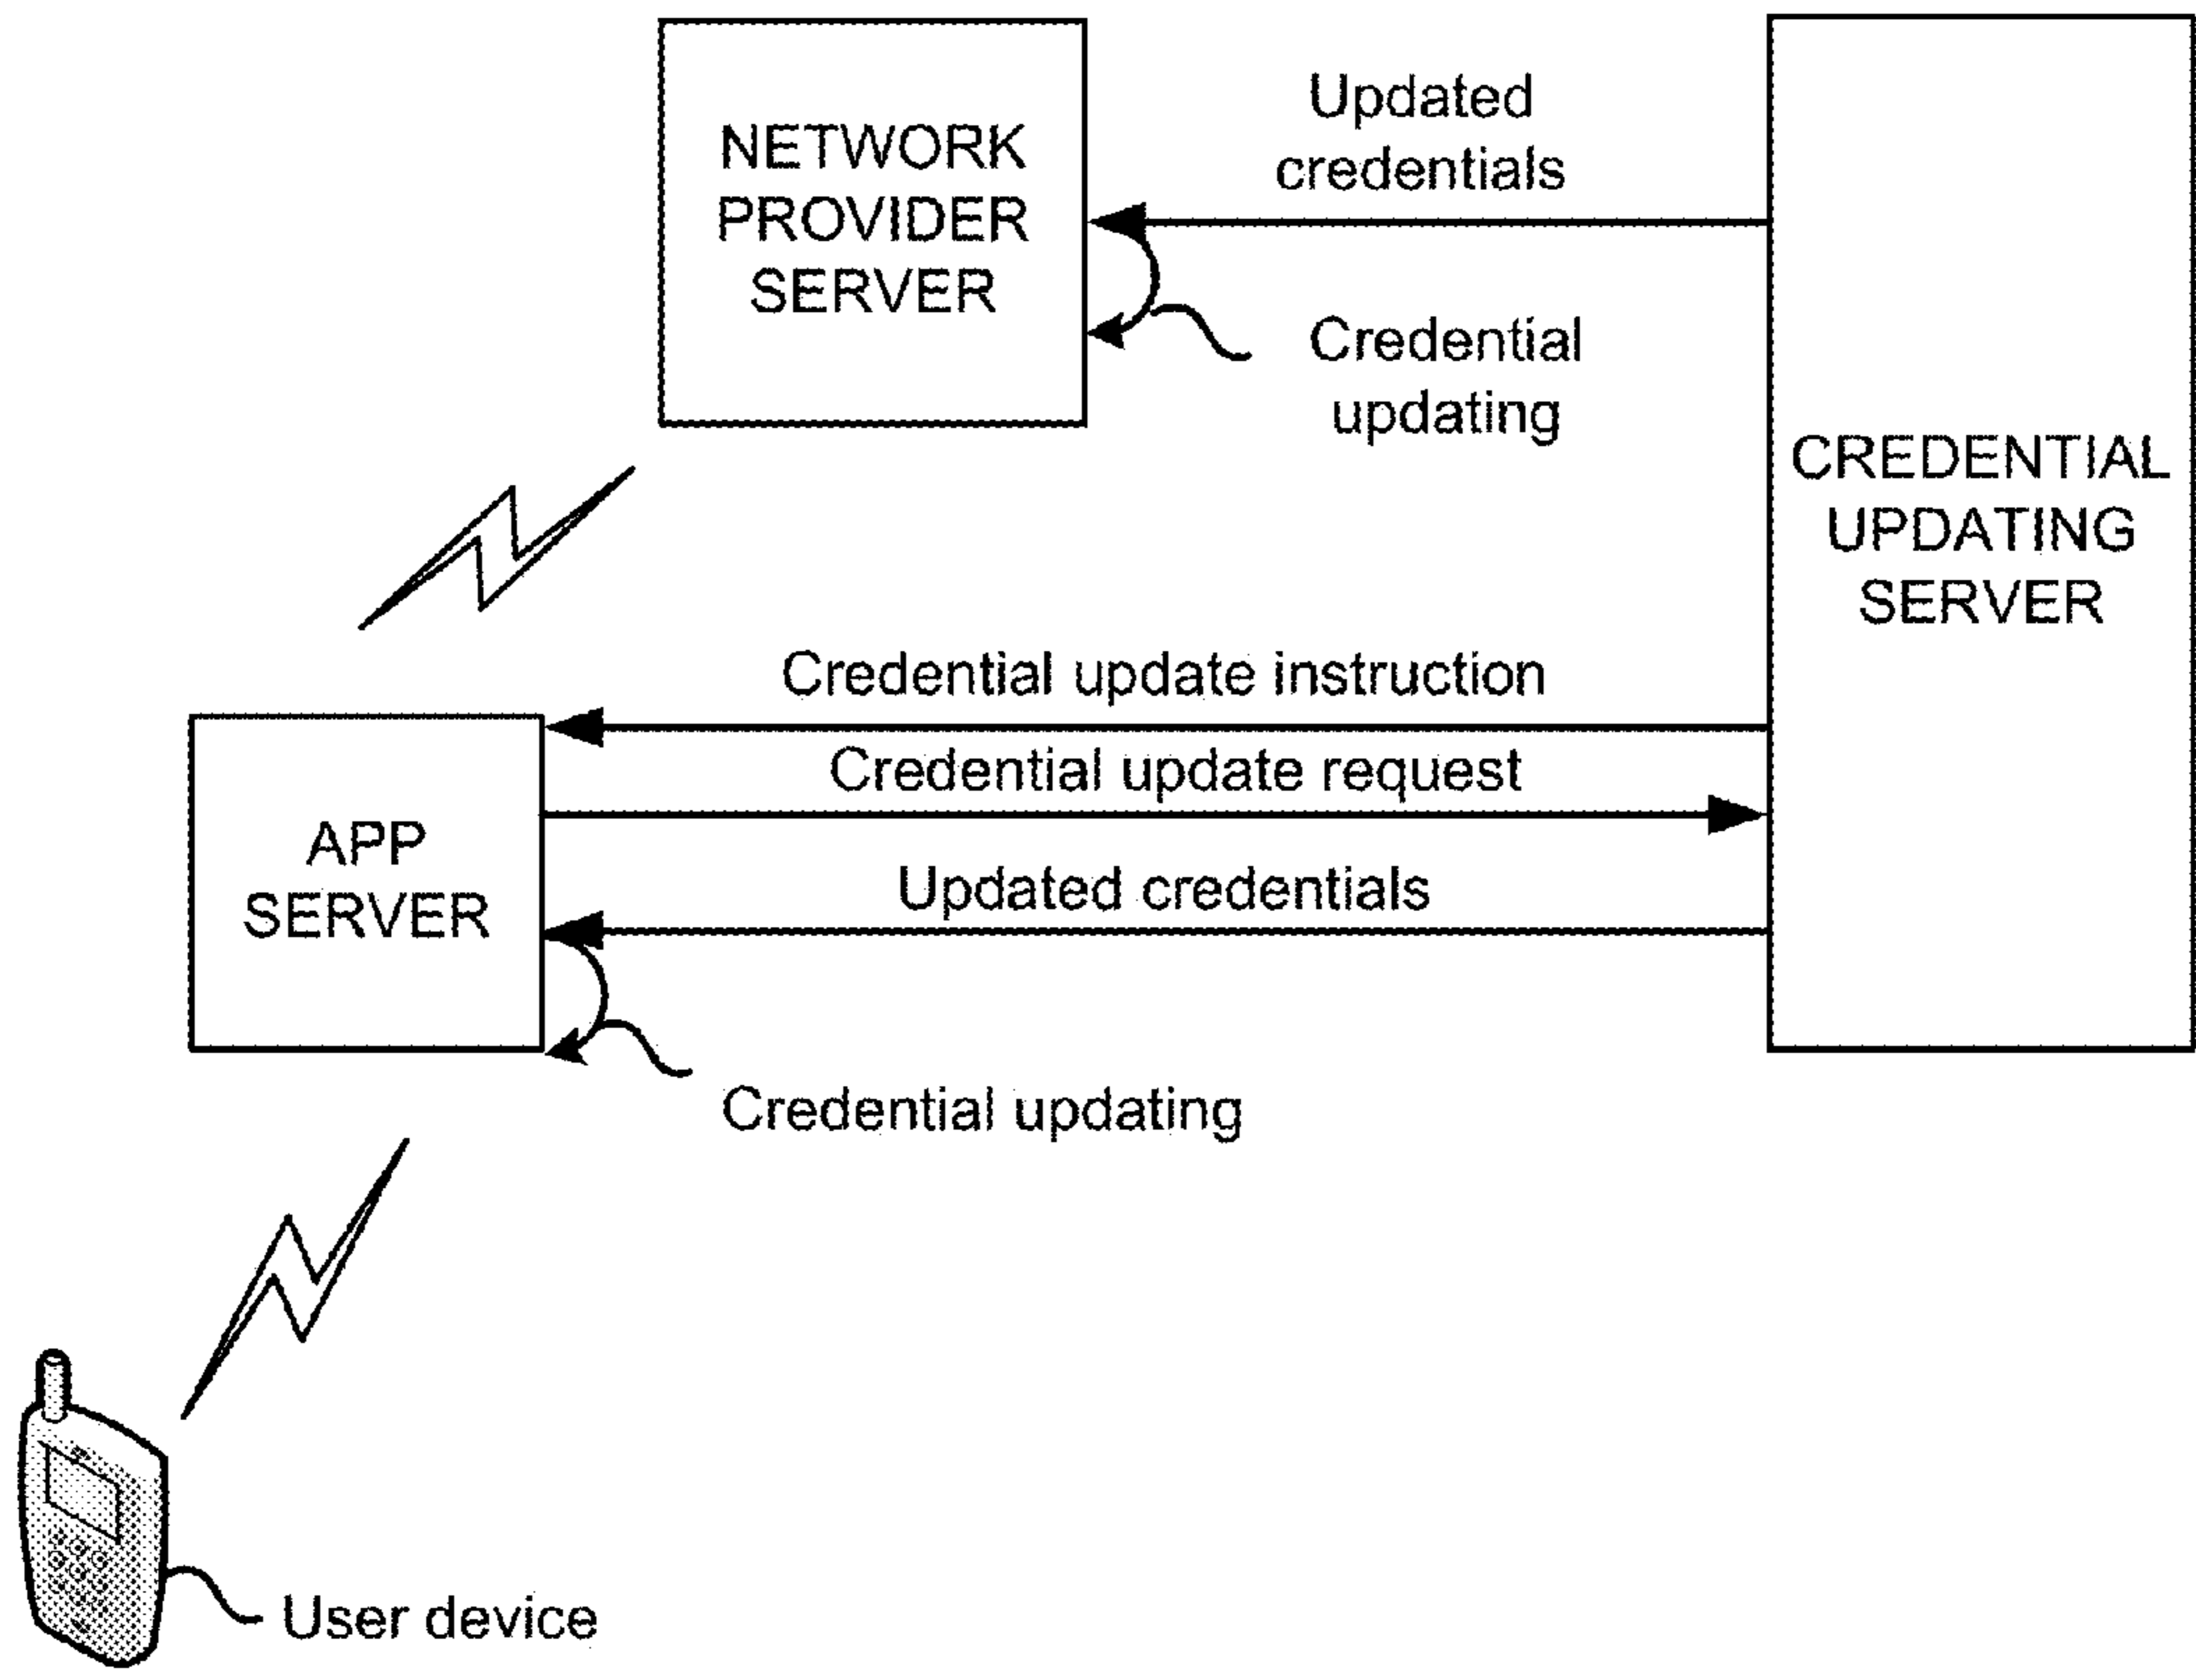 NETWORK
PROVIDER
SERVER
Updated
credentials
Credential
updating
CREDENTIAL
UPDATING
SERVER
Credential update instruction
Credential update request
Updated credentials
APP
SERVER
Credential updating
User device